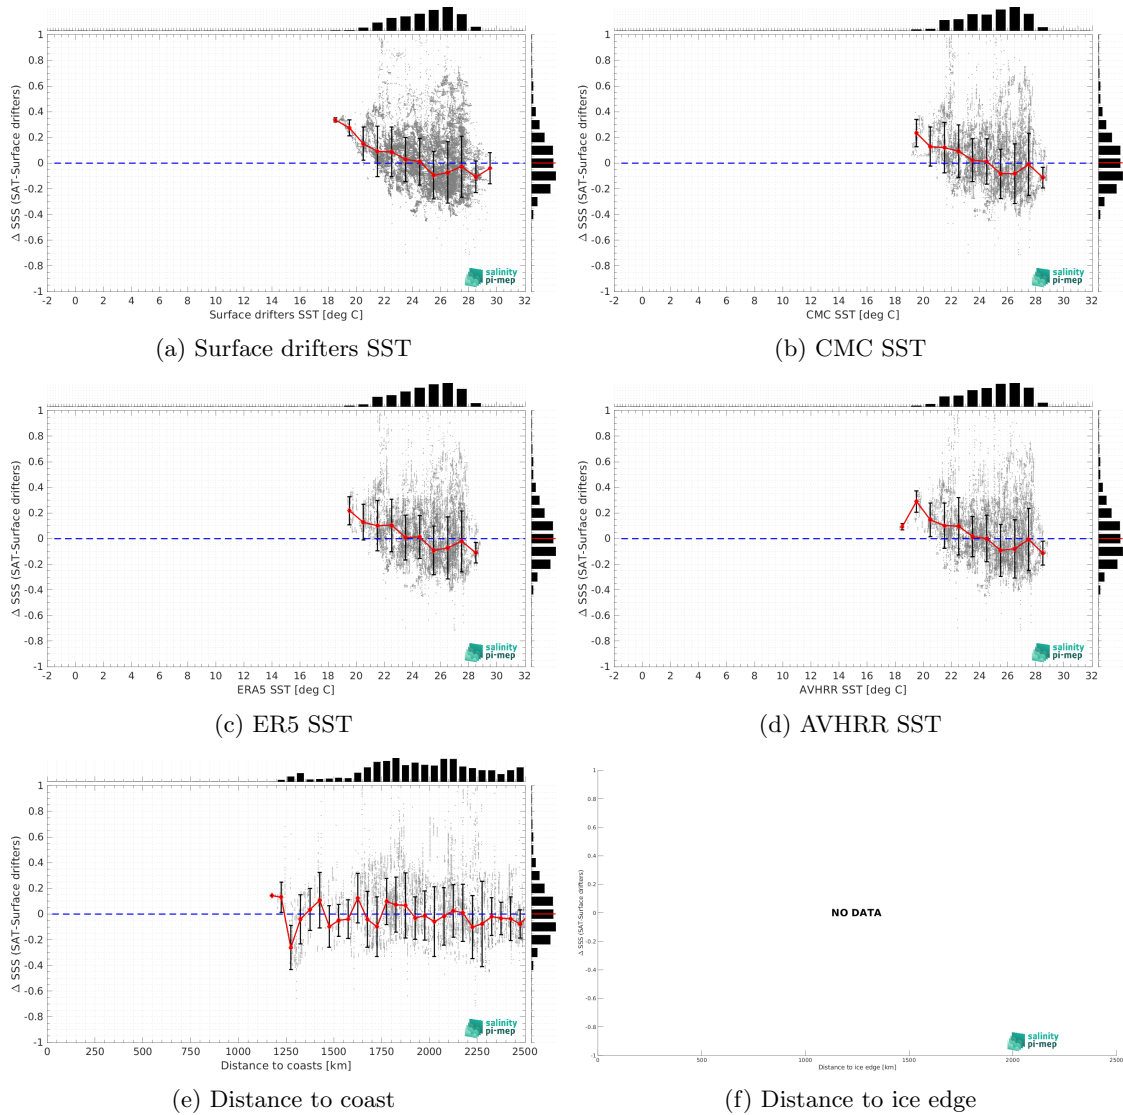 1
0.8
0.6
0.4
0.2
0
-0.2
-0.4
-0.6
-0.8
-1
Δ SSS (SAT-Surface drifters)
salinity
pi-mep
-2 0 2 4 6 8 10 12 14 16 18 20 22 24 26 28 30 32
Surface drifters SST [deg C]
(a) Surface drifters SST
1
0.8
0.6
0.4
0.2
0
-0.2
-0.4
-0.6
-0.8
-1
Δ SSS (SAT-Surface drifters)
salinity
pi-mep
-2 0 2 4 6 8 10 12 14 16 18 20 22 24 26 28 30 32
CMC SST [deg C]
(b) CMC SST
1
0.8
0.6
0.4
0.2
0
-0.2
-0.4
-0.6
-0.8
-1
Δ SSS (SAT-Surface drifters)
salinity
pi-mep
-2 0 2 4 6 8 10 12 14 16 18 20 22 24 26 28 30 32
ERA5 SST [deg C]
(c) ER5 SST
1
0.8
0.6
0.4
0.2
0
-0.2
-0.4
-0.6
-0.8
-1
Δ SSS (SAT-Surface drifters)
salinity
pi-mep
-2 0 2 4 6 8 10 12 14 16 18 20 22 24 26 28 30 32
AVHRR SST [deg C]
(d) AVHRR SST
1
0.8
0.6
0.4
0.2
0
-0.2
-0.4
-0.6
-0.8
-1
Δ SSS (SAT-Surface drifters)
salinity
pi-mep
0 250 500 750 1000 1250 1500 1750 2000 2250 2500
Distance to coasts [km]
(e) Distance to coast
1
0.8
0.6
0.4
0.2
0
-0.2
-0.4
-0.6
-0.8
-1
Δ SSS (SAT-Surface drifters)
NO DATA
salinity
pi-mep
0 500 1000 1500 2000 2500
Distance to ice edge [km]
(f) Distance to ice edge